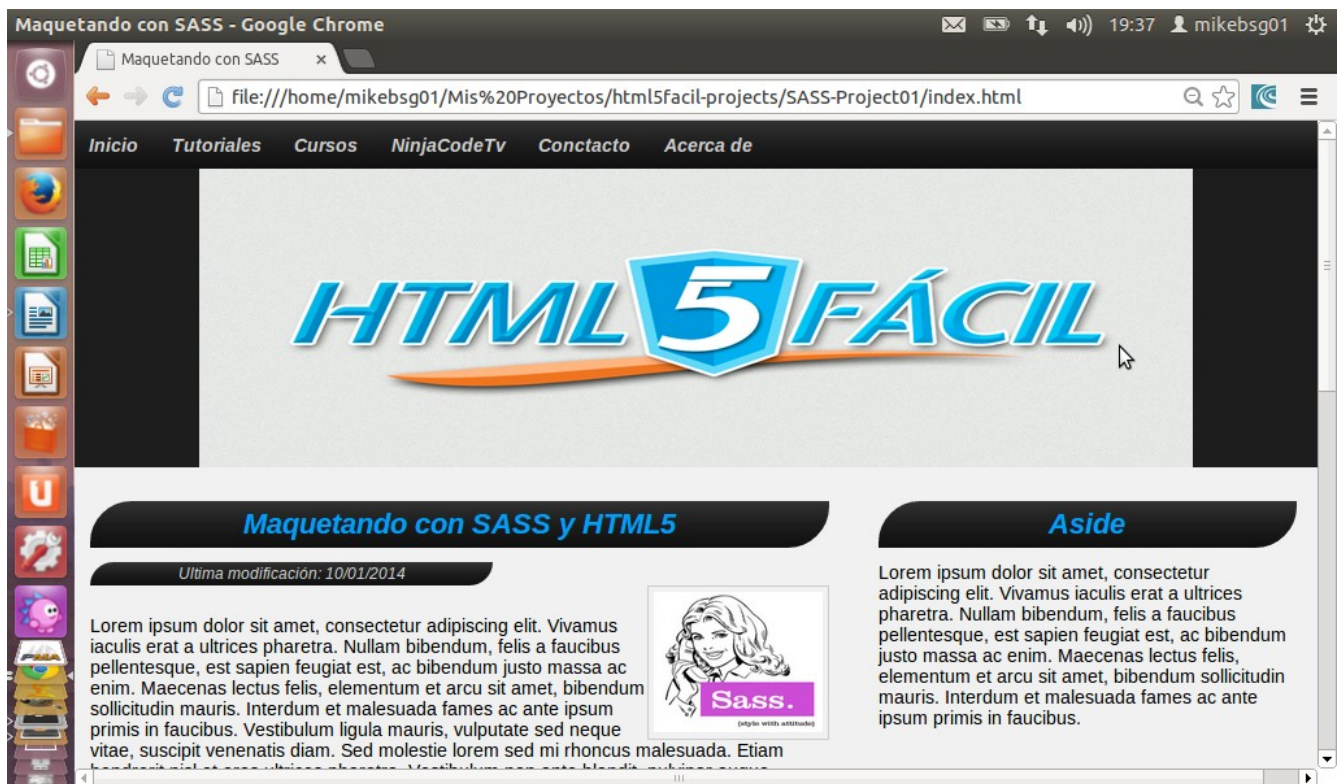 Maquetando con SASS - Google Chrome
19:37 mikebsg01
Maquetando con SASS
file:///home/mikebsg01/Mis%20Proyectos/html5facil-projects/SASS-Project01/index.html
Inicio Tutoriales Cursos NinjaCodeTv Conctacto Acerca de
HTML 5 FÁCIL
Maquetando con SASS y HTML5
Ultima modificación: 10/01/2014
Lorem ipsum dolor sit amet, consectetur adipiscing elit. Vivamus
iaculis erat a ultrices pharetra. Nullam bibendum, felis a faucibus
pellentesque, est sapien feugiat est, ac bibendum justo massa ac
enim. Maecenas lectus felis, elementum et arcu sit amet, bibendum
sollicitudin mauris. Interdum et malesuada fames ac ante ipsum
primis in faucibus. Vestibulum ligula mauris, vulputate sed neque
vitae, suscipit venenatis diam. Sed molestie lorem sed mi rhoncus malesuada. Etiam
Sass.
(style with attitude)
Aside
Lorem ipsum dolor sit amet, consectetur
adipiscing elit. Vivamus iaculis erat a ultrices
pharetra. Nullam bibendum, felis a faucibus
pellentesque, est sapien feugiat est, ac bibendum
justo massa ac enim. Maecenas lectus felis,
elementum et arcu sit amet, bibendum sollicitudin
mauris. Interdum et malesuada fames ac ante
ipsum primis in faucibus.